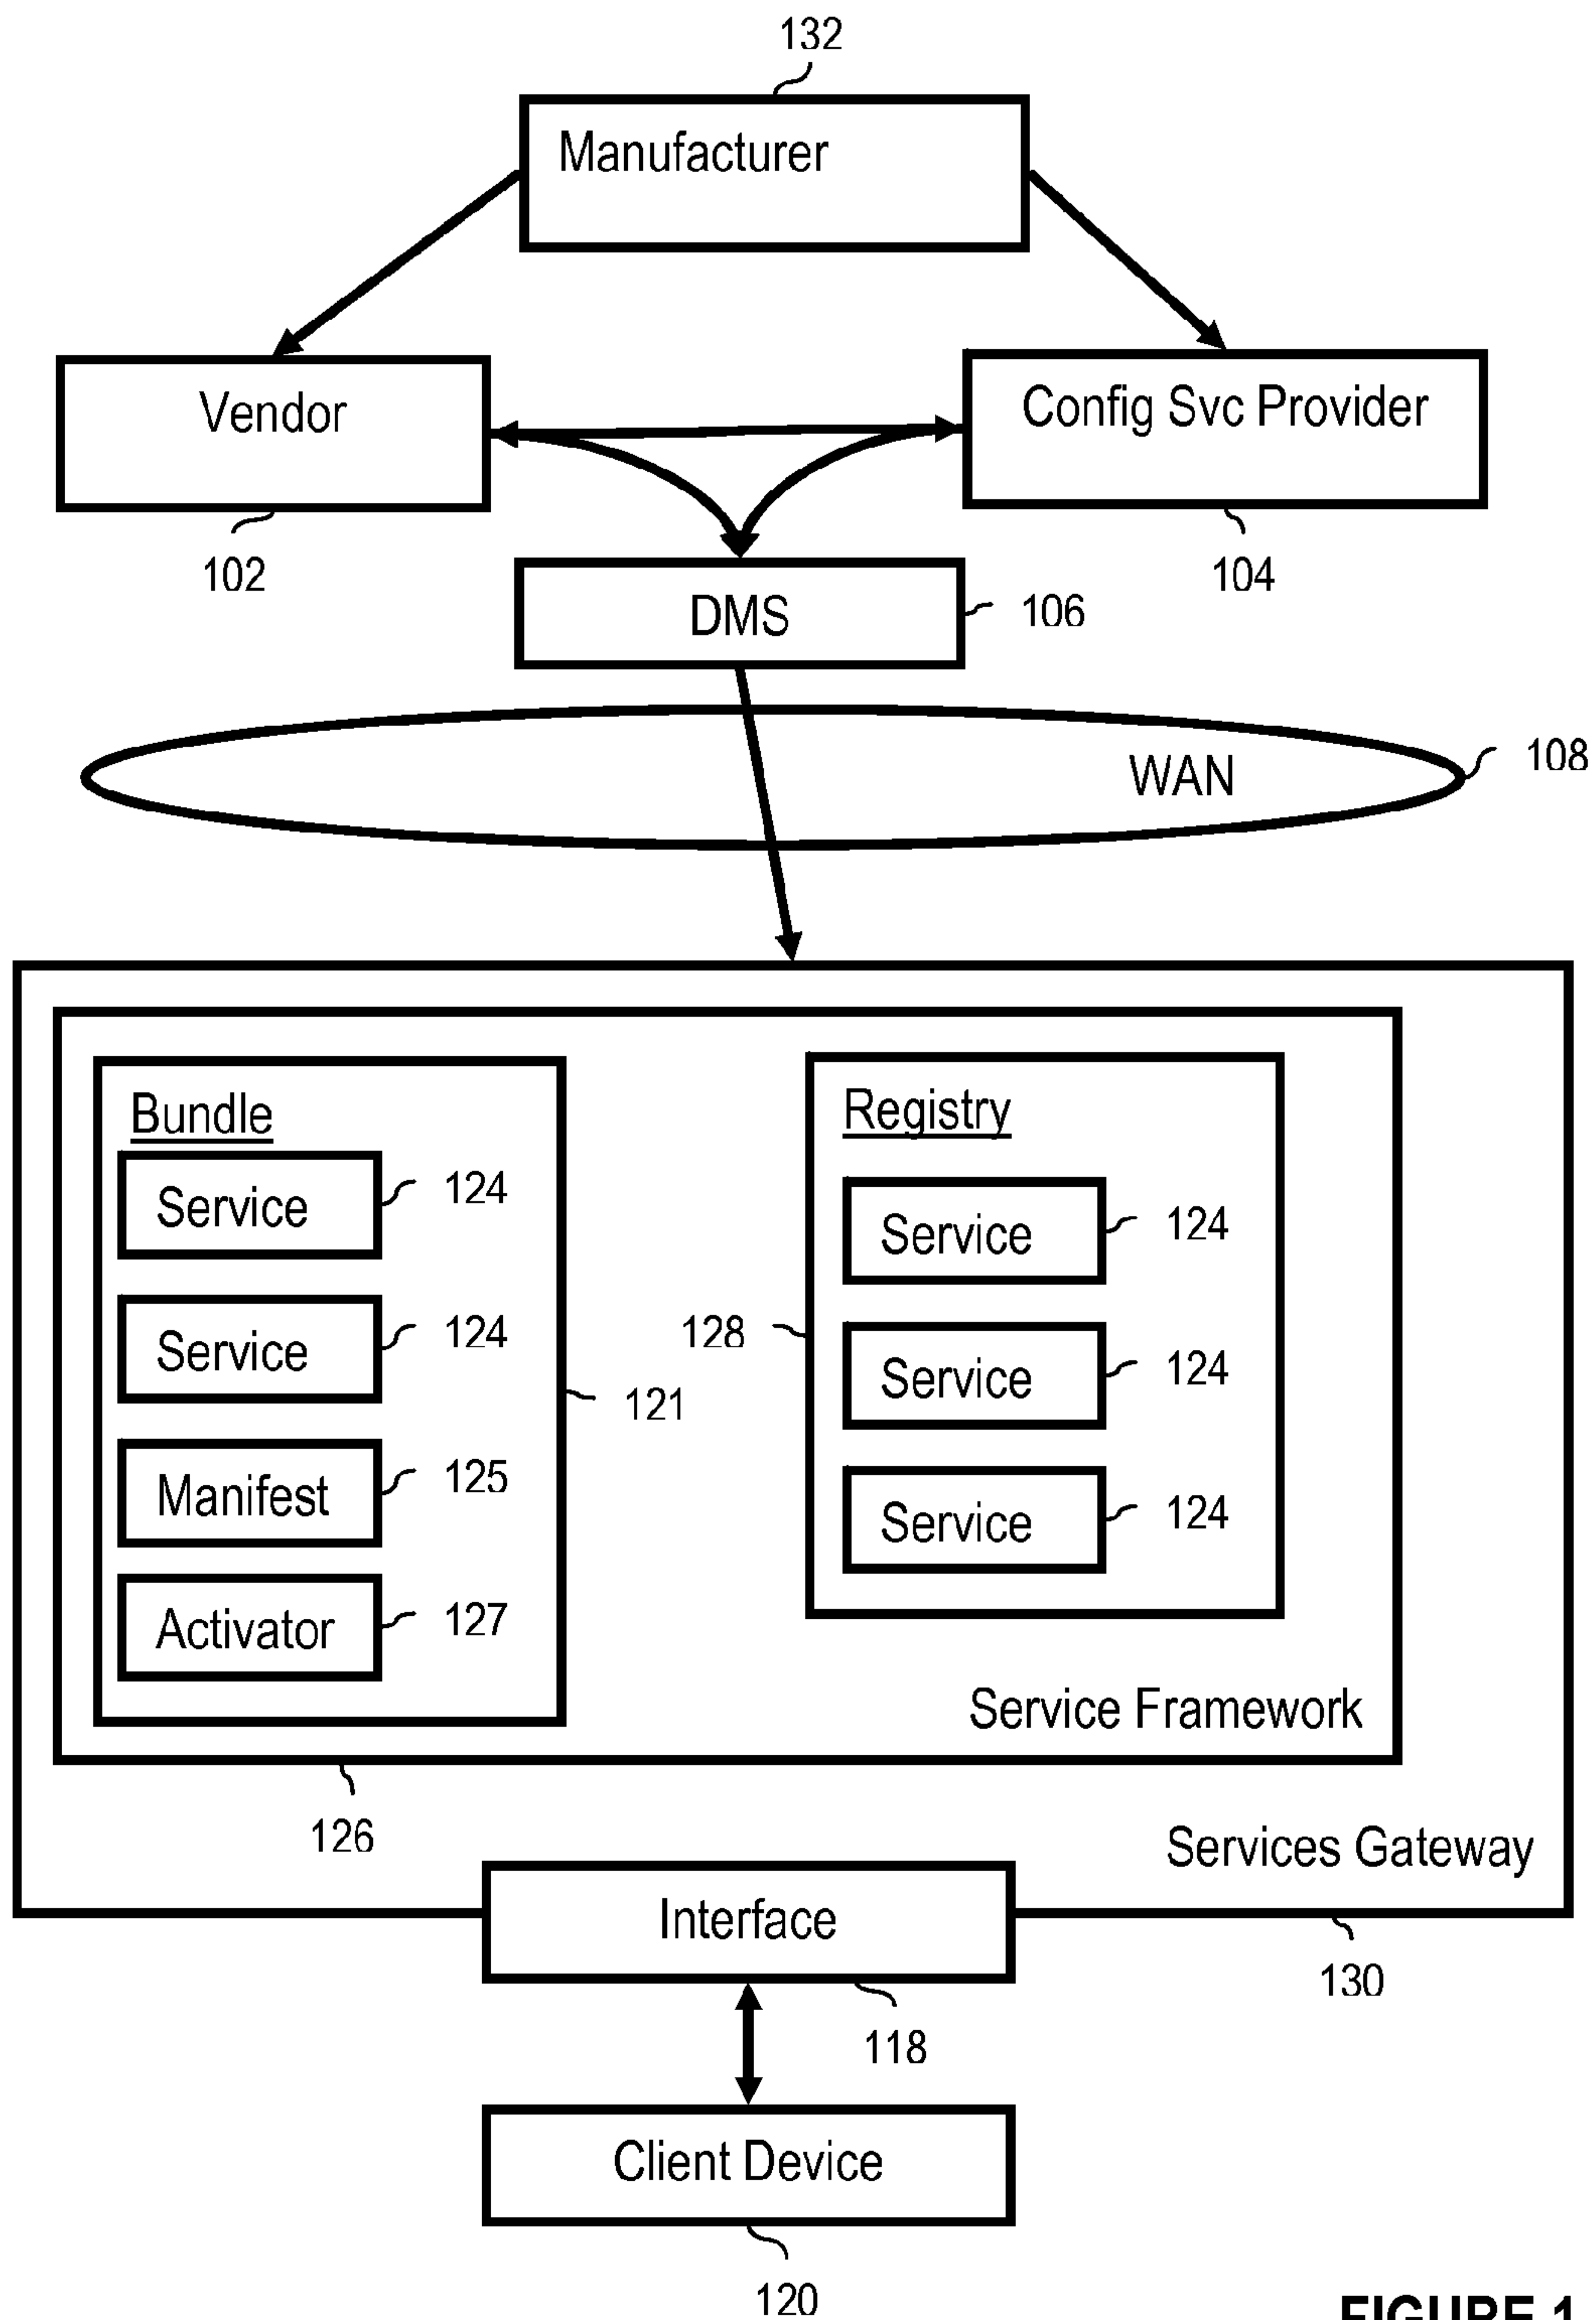 132
Manufacturer
Vendor
Config Svc Provider
102
104
DMS
106
WAN
108
Bundle
Service
124
Service
124
Manifest
125
Activator
127
121
Registry
Service
124
128
Service
124
Service
124
Service Framework
126
Services Gateway
Interface
130
118
Client Device
120
FIGURE 1